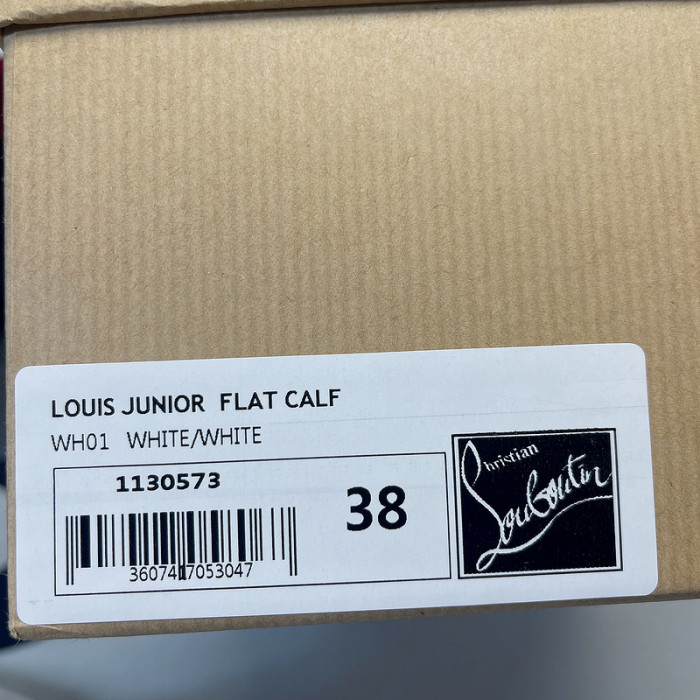 LOUIS JUNIOR FLAT CALF
WH01 WHITE/WHITE
1130573
38
3607417053047
Christian
Louboutin